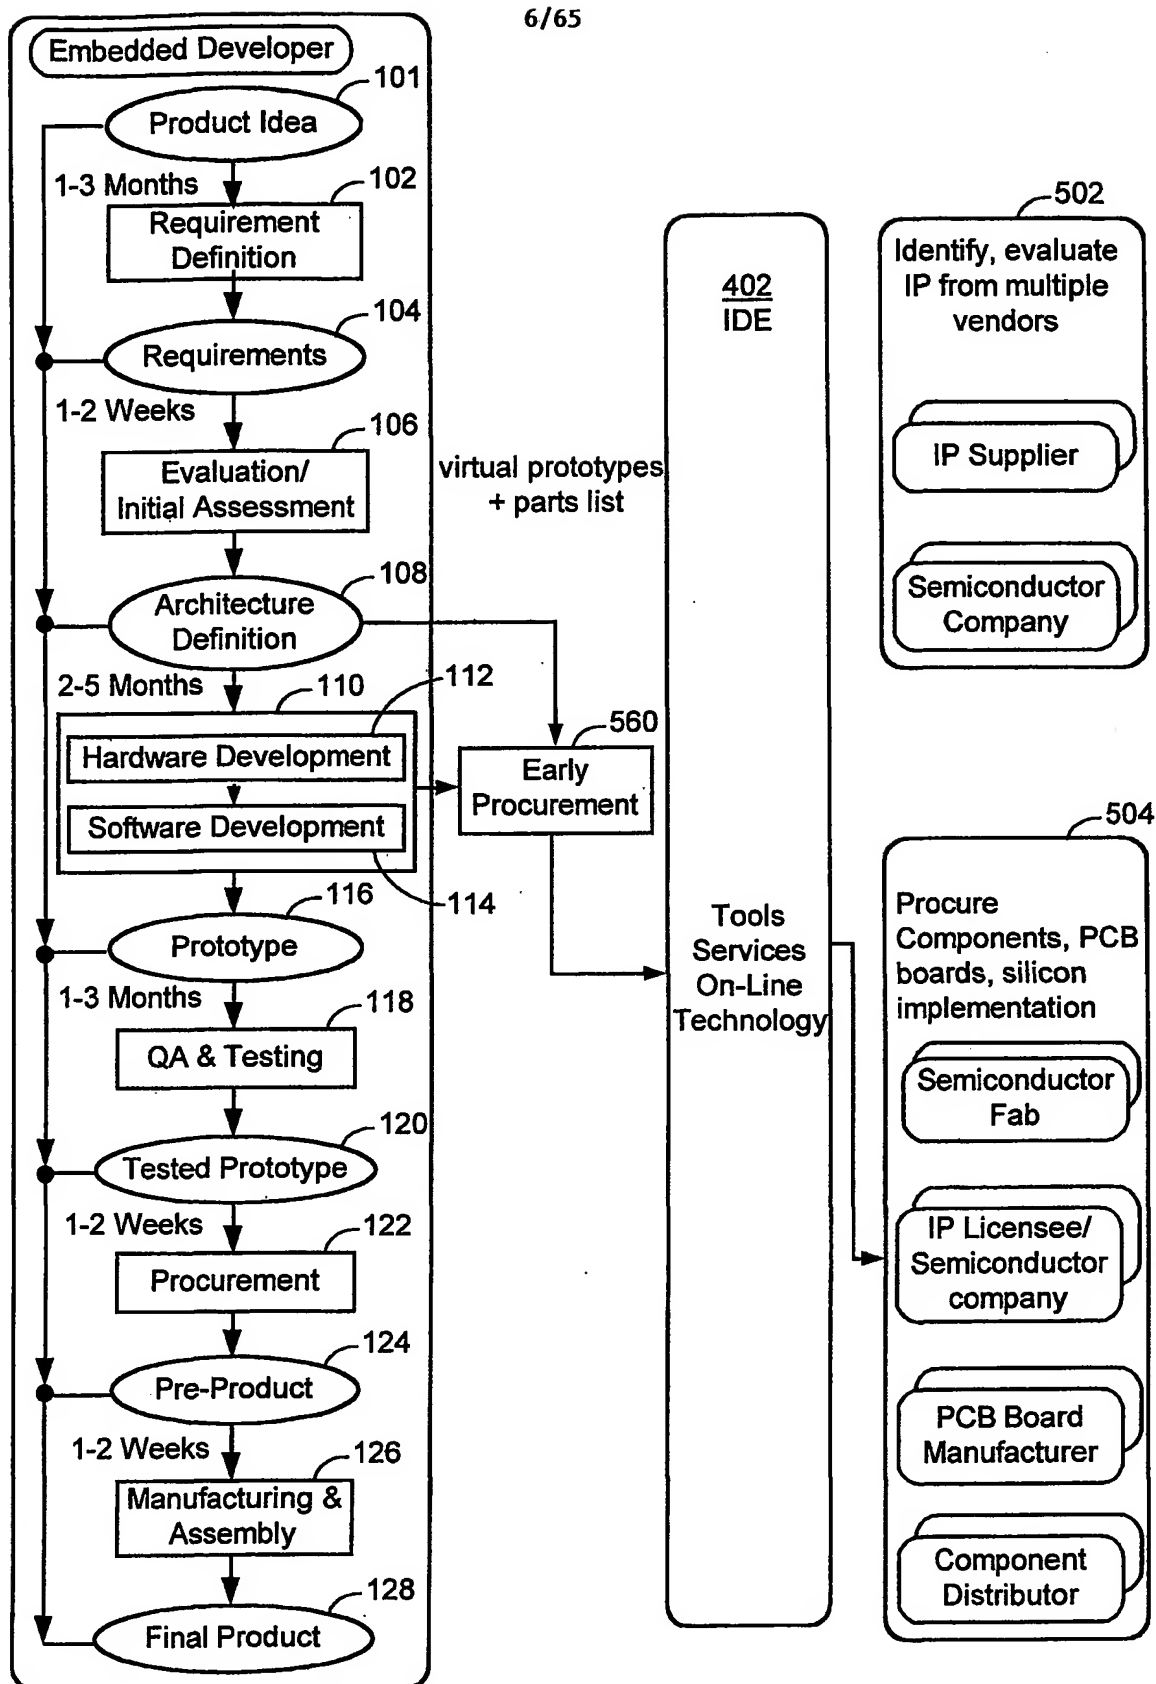 6/65
Embedded Developer
101
Product Idea
1-3 Months
102
Requirement
Definition
104
Requirements
1-2 Weeks
106
Evaluation/
Initial Assessment
108
Architecture
Definition
2-5 Months
110
112
Hardware Development
Software Development
114
116
Prototype
1-3 Months
118
QA & Testing
120
Tested Prototype
1-2 Weeks
122
Procurement
124
Pre-Product
1-2 Weeks
126
Manufacturing &
Assembly
128
Final Product
virtual prototypes
+ parts list
560
Early
Procurement
402
IDE
Tools
Services
On-Line
Technology
502
Identify, evaluate
IP from multiple
vendors
IP Supplier
Semiconductor
Company
504
Procure
Components, PCB
boards, silicon
implementation
Semiconductor
Fab
IP Licensee/
Semiconductor
company
PCB Board
Manufacturer
Component
Distributor